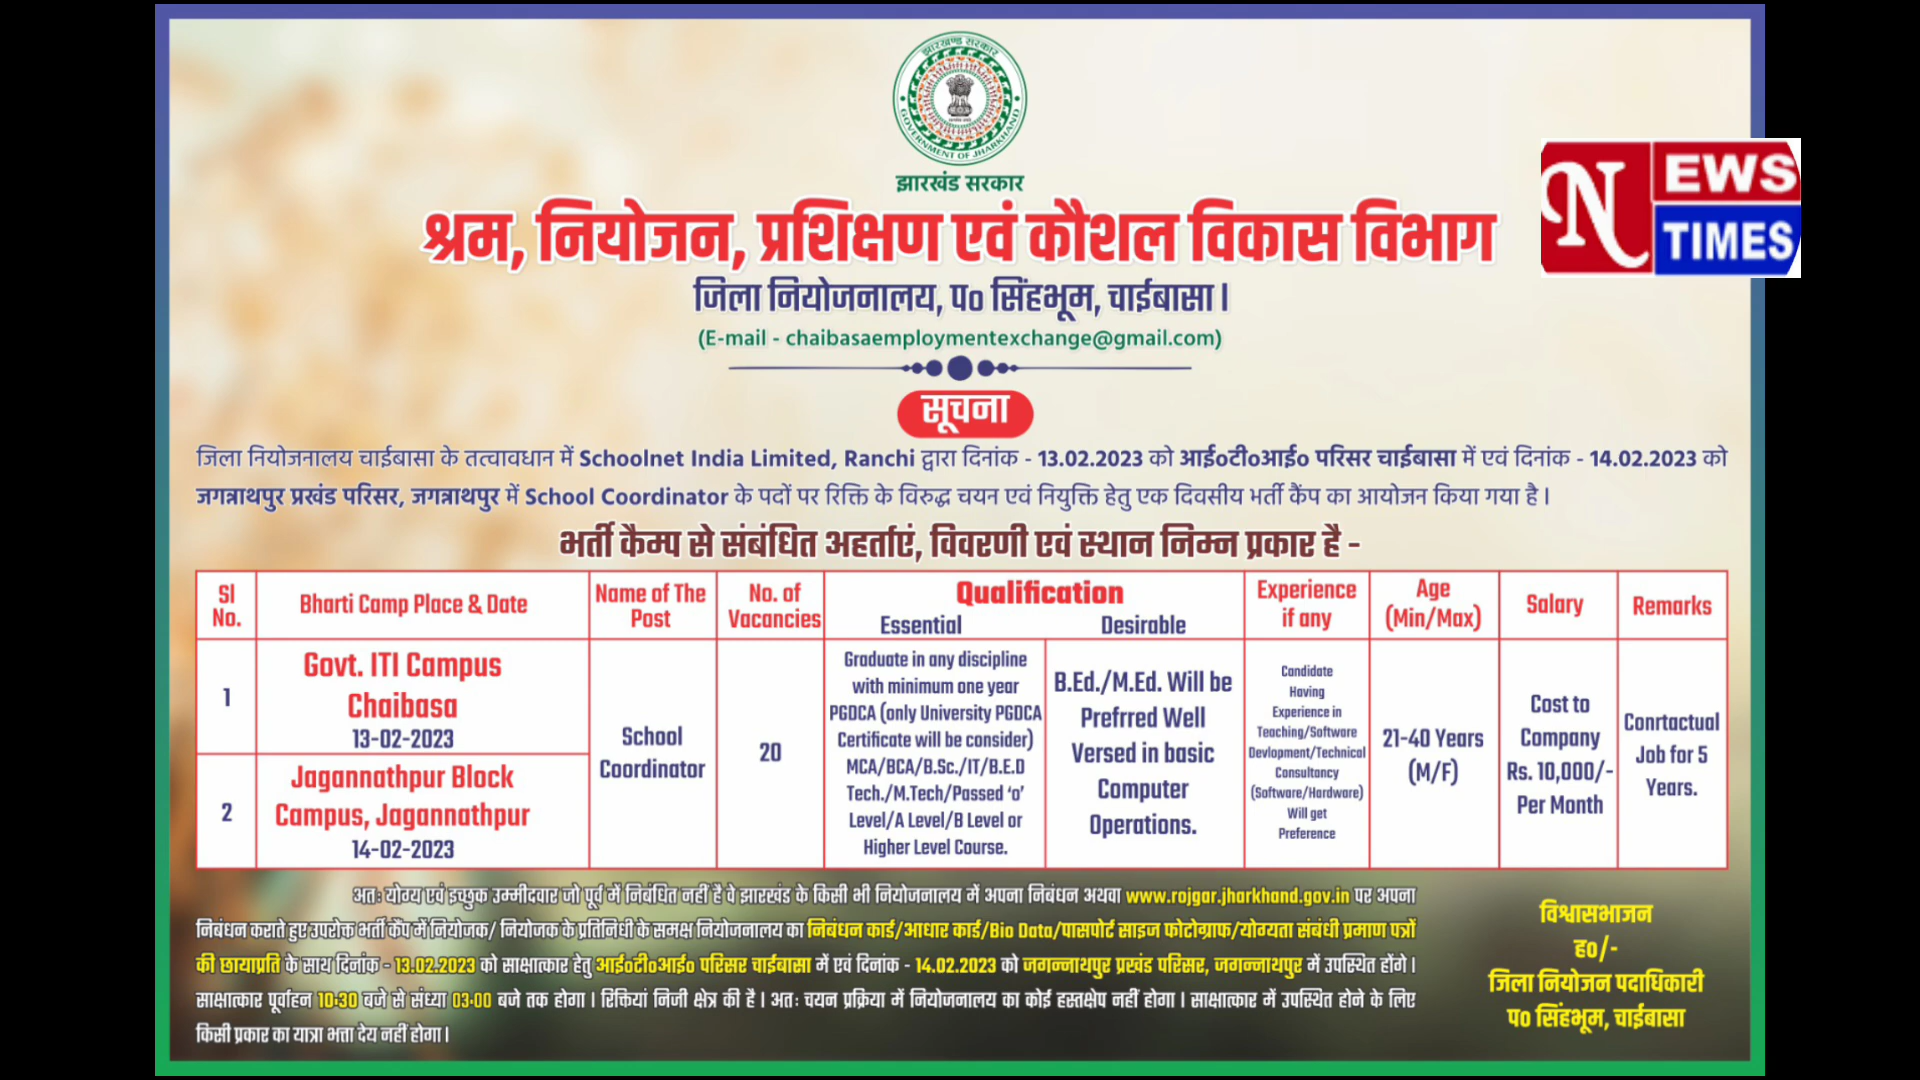 झारखण्ड सरकार
GOVERNMENT OF JHARKHAND
झारखंड सरकार
श्रम, नियोजन, प्रशिक्षण एवं कौशल विकास विभाग
NEWS
TIMES
जिला नियोजनालय, प० सिंहभूम, चाईबासा।
(E-mail - chaibasaemploymentexchange@gmail.com)
सूचना
जिला नियोजनालय चाईबासा के तत्वावधान में Schoolnet India Limited, Ranchi द्वारा दिनांक - 13.02.2023 को आई०टी०आई० परिसर चाईबासा में एवं दिनांक - 14.02.2023 को
जगन्नाथपुर प्रखंड परिसर, जगन्नाथपुर में School Coordinator के पदों पर रिक्ति के विरुद्ध चयन एवं नियुक्ति हेतु एक दिवसीय भर्ती कैंप का आयोजन किया गया है।
भर्ती कैम्प से संबंधित अहर्ताएं, विवरणी एवं स्थान निम्न प्रकार है -
Sl No. Bharti Camp Place & Date Name of The Post No. of Vacancies Qualification Essential Desirable Experience if any Age (Min/Max) Salary Remarks
1
Govt. ITI Campus
Chaibasa
13-02-2023
2
Jagannathpur Block
Campus, Jagannathpur
14-02-2023
School
Coordinator
20
Graduate in any discipline
with minimum one year
PGDCA (only University PGDCA
Certificate will be consider)
MCA/BCA/B.Sc./IT/B.E.D
Tech./M.Tech/Passed ‘o’
Level/A Level/B Level or
Higher Level Course.
B.Ed./M.Ed. Will be
Prefrred Well
Versed in basic
Computer
Operations.
Candidate
Having
Experience in
Teaching/Software
Devlopment/Technical
Consultancy
(Software/Hardware)
Will get
Preference
21-40 Years
(M/F)
Cost to
Company
Rs. 10,000/-
Per Month
Conrtactual
Job for 5
Years.
अतः योग्य एवं इच्छुक उम्मीदवार जो पूर्व में निबंधित नहीं है वे झारखंड के किसी भी नियोजनालय में अपना निबंधन अथवा www.rojgar.jharkhand.gov.in पर अपना
निबंधन कराते हुए उपरोक्त भर्ती कैंप में नियोजक/ नियोजक के प्रतिनिधी के समक्ष नियोजनालय का निबंधन कार्ड/आधार कार्ड/Bio Data/पासपोर्ट साइज फोटोग्राफ/योग्यता संबंधी प्रमाण पत्रों
की छायाप्रति के साथ दिनांक - 13.02.2023 को साक्षात्कार हेतु आई०टी०आई० परिसर चाईबासा में एवं दिनांक - 14.02.2023 को जगन्नाथपुर प्रखंड परिसर, जगन्नाथपुर में उपस्थित होंगे।
साक्षात्कार पूर्वाहन 10:30 बजे से संध्या 03:00 बजे तक होगा। रिक्तियां निजी क्षेत्र की है। अतः चयन प्रक्रिया में नियोजनालय का कोई हस्तक्षेप नहीं होगा। साक्षात्कार में उपस्थित होने के लिए
किसी प्रकार का यात्रा भत्ता देय नहीं होगा।
विश्वासभाजन
ह०/-
जिला नियोजन पदाधिकारी
प० सिंहभूम, चाईबासा